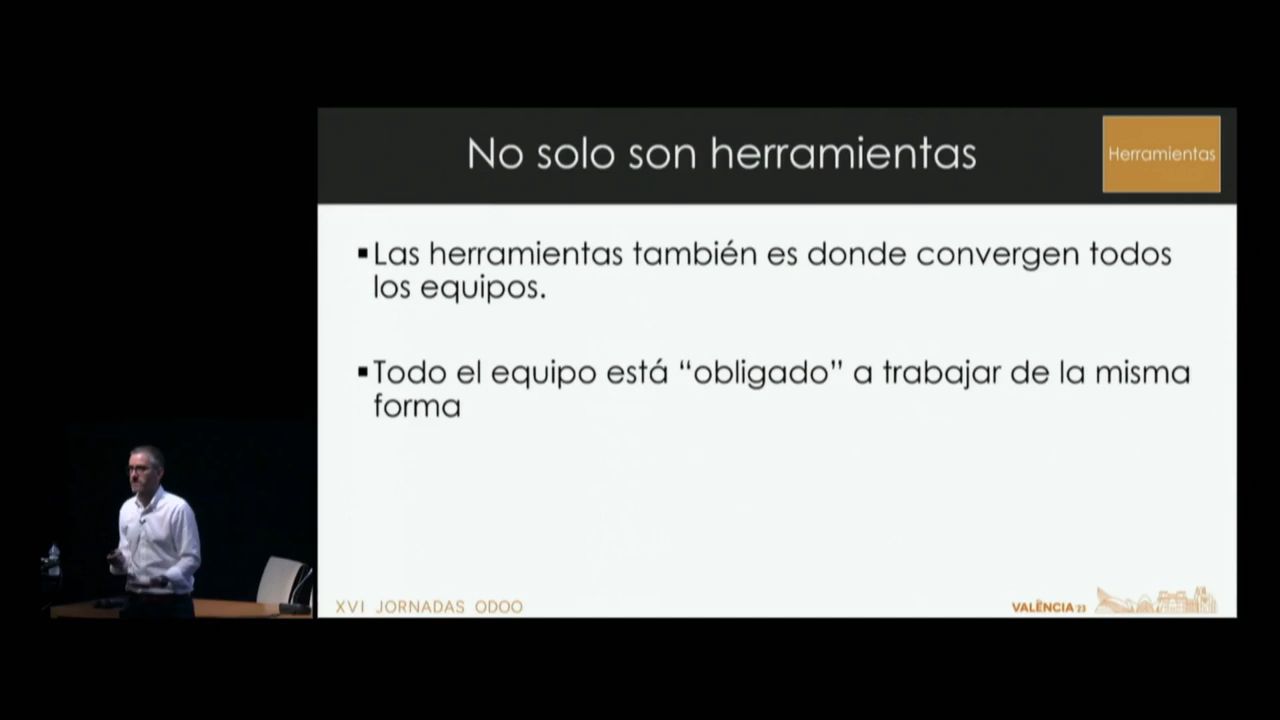 No solo son herramientas
Herramientas
▪Las herramientas también es donde convergen todos
los equipos.
▪Todo el equipo está “obligado” a trabajar de la misma
forma
XVI JORNADAS ODOO
VALÈNCIA'23